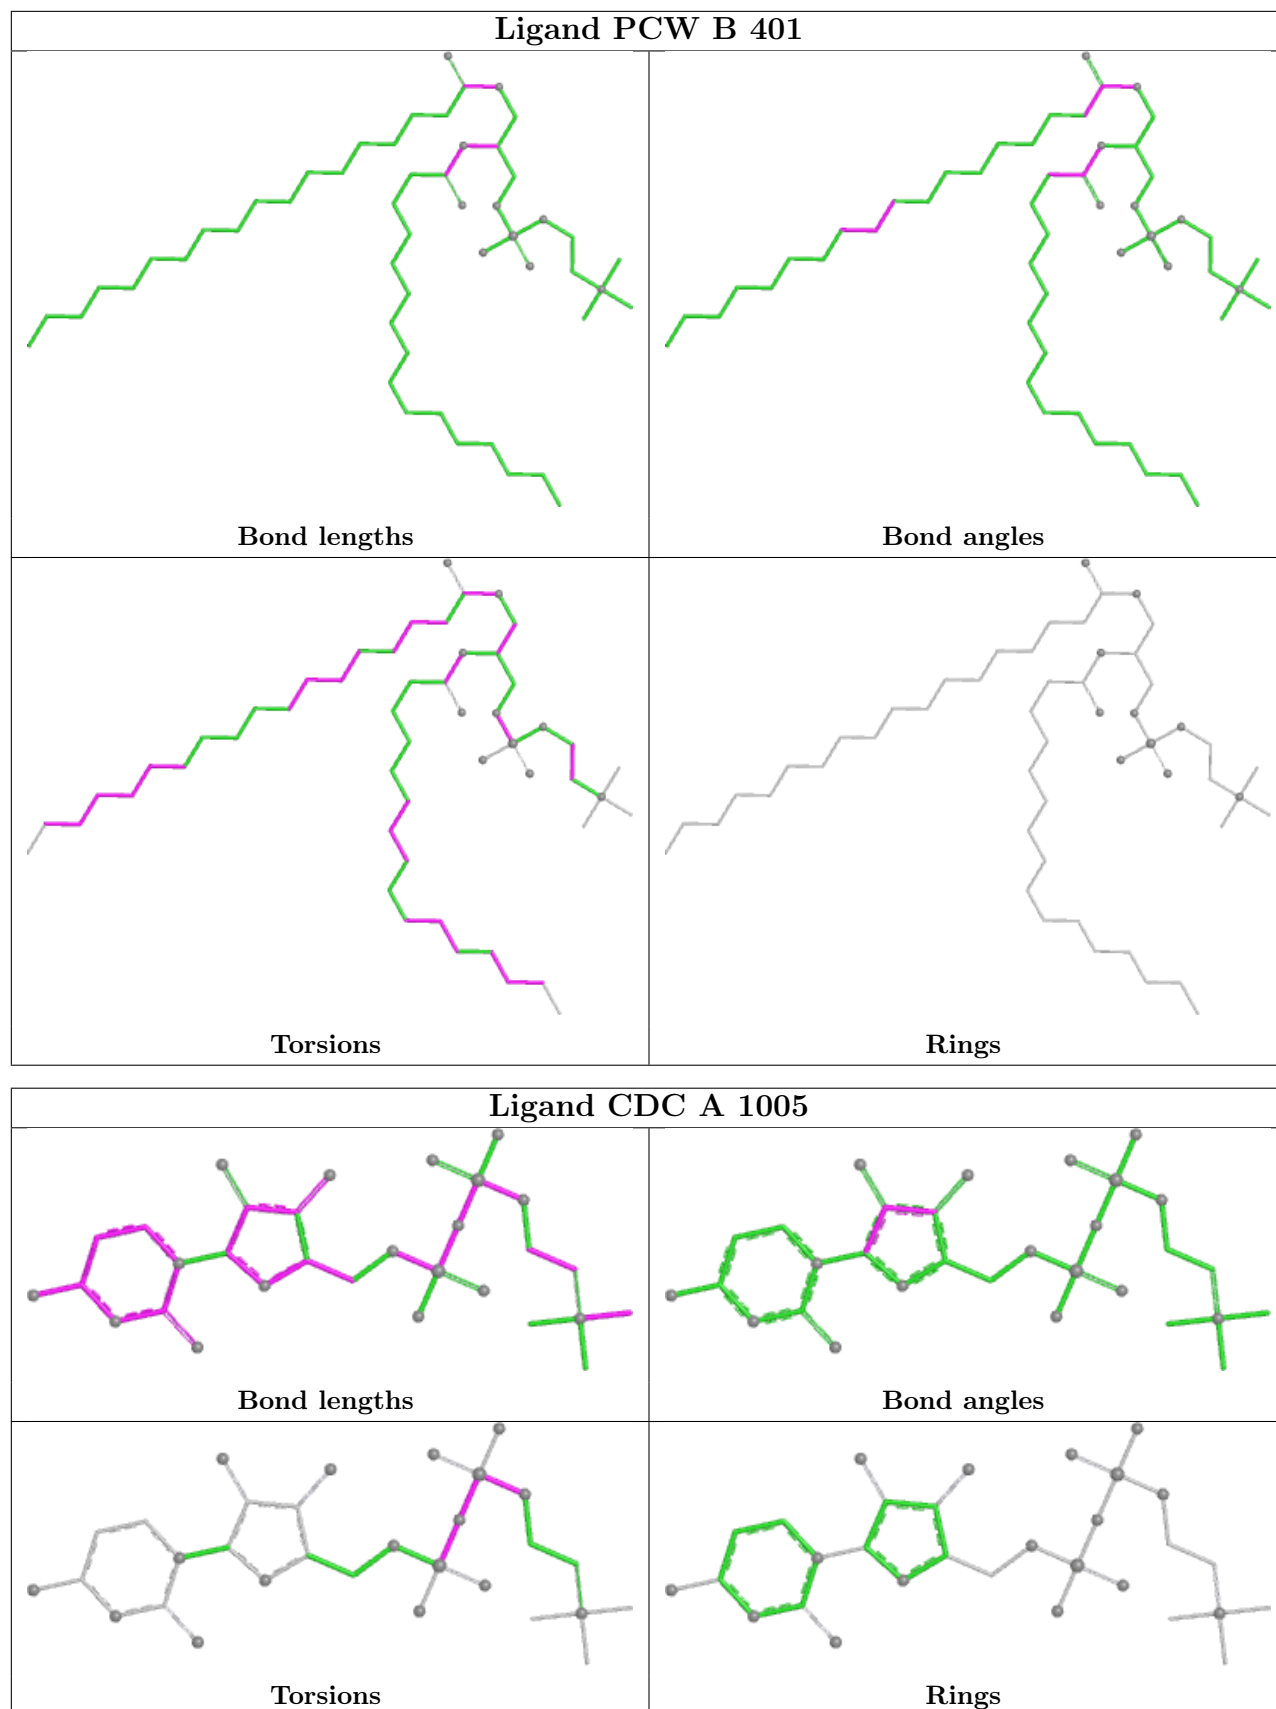 Ligand PCW B 401
Bond lengths
Bond angles
Torsions
Rings
Ligand CDC A 1005
Bond lengths
Bond angles
Torsions
Rings